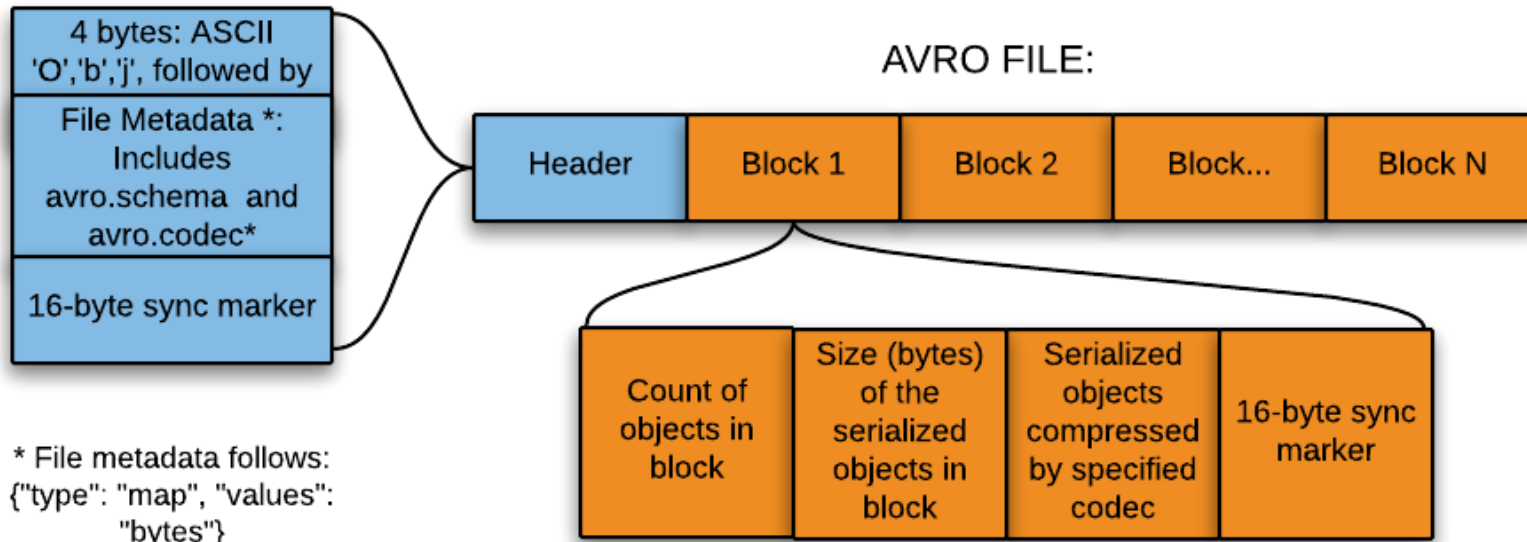 4 bytes: ASCII
'O','b','j', followed by
File Metadata *:
Includes
avro.schema and
avro.codec*
16-byte sync marker
* File metadata follows:
{"type": "map", "values":
"bytes"}
AVRO FILE:
Header
Block 1
Block 2
Block...
Block N
Count of
objects in
block
Size (bytes)
of the
serialized
objects in
block
Serialized
objects
compressed
by specified
codec
16-byte sync
marker